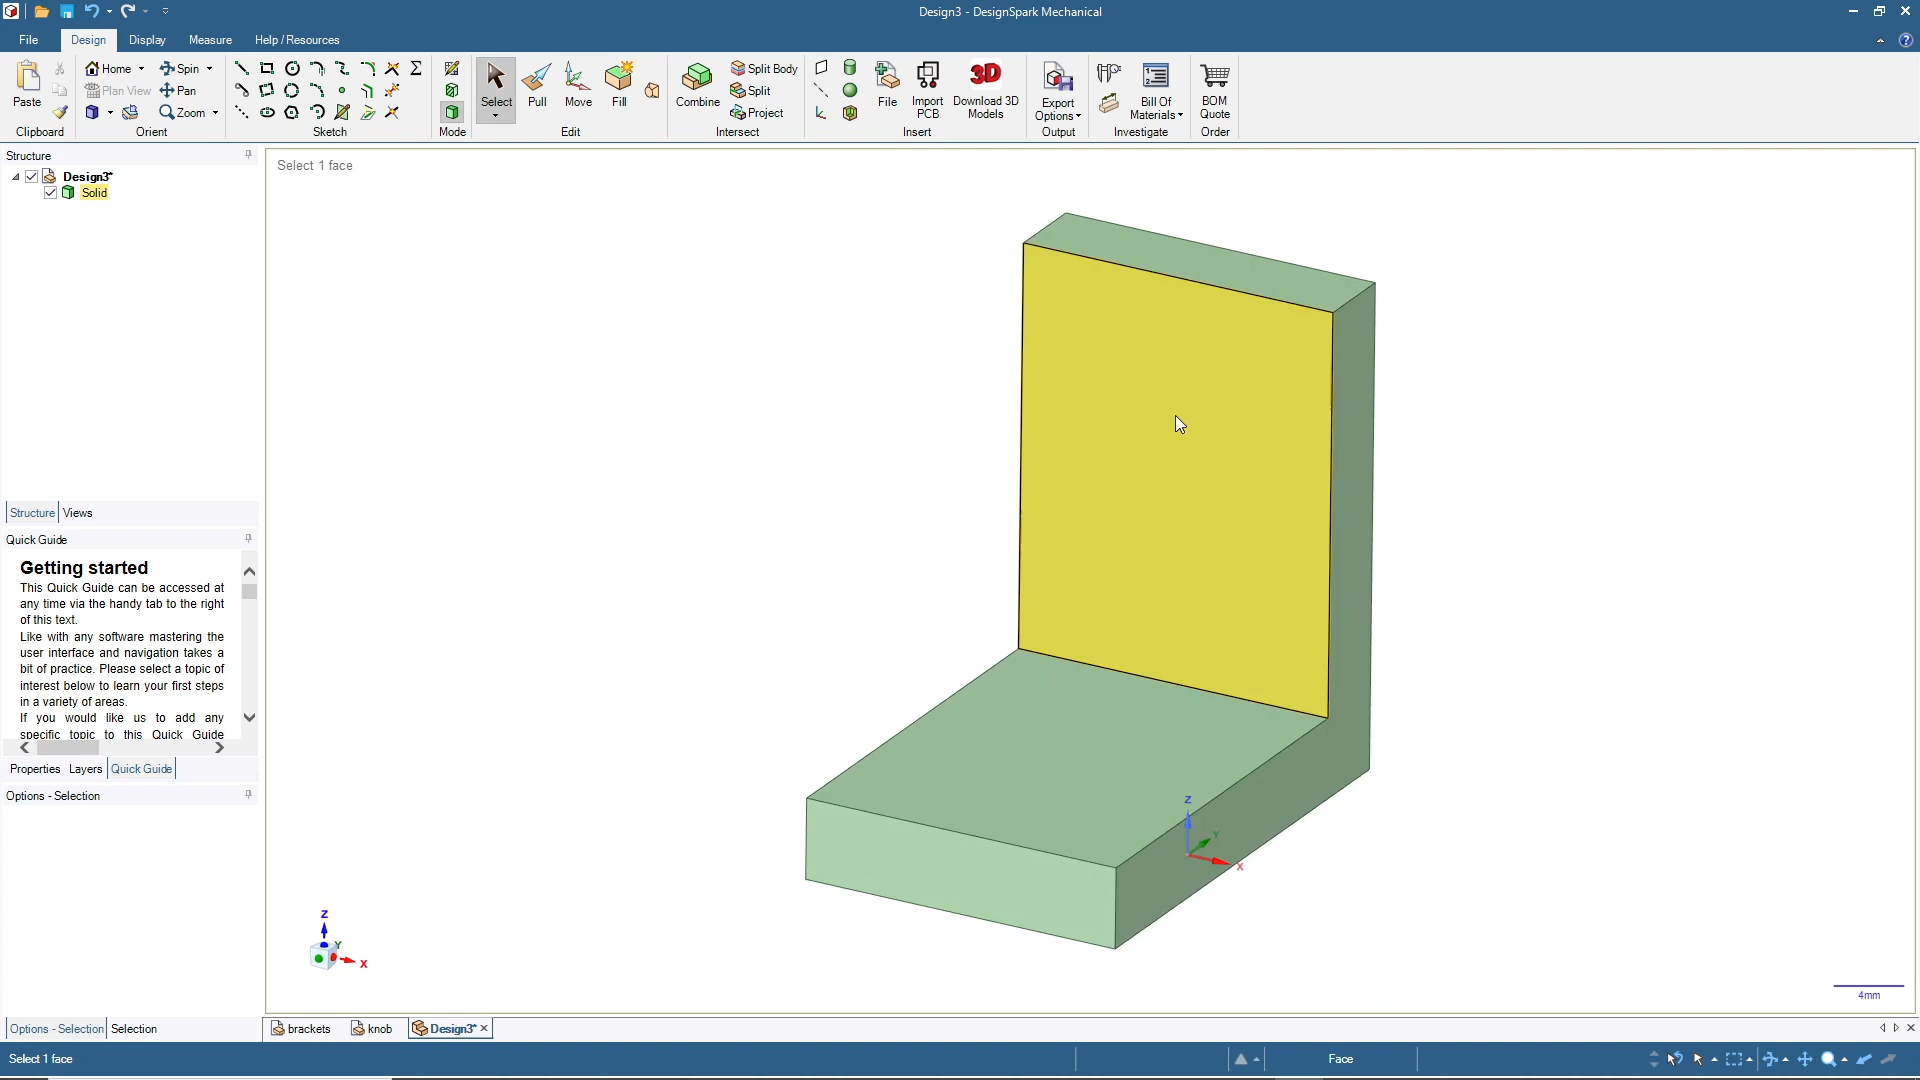 Design3 - DesignSpark Mechanical
File Design Display Measure Help / Resources
Paste
Clipboard
Home Spin
Plan View Pan
Zoom
Orient
Sketch
Mode
Select Pull Move Fill
Edit
Combine
Split Body
Split
Project
Intersect
File
Import PCB
3D
Download 3D Models
Insert
Export Options
Output
Bill Of Materials
Investigate
BOM Quote
Order
Structure
Design3*
Solid
Select 1 face
Structure Views
Quick Guide
Getting started
This Quick Guide can be accessed at
any time via the handy tab to the right
of this text.
Like with any software mastering the
user interface and navigation takes a
bit of practice. Please select a topic of
interest below to learn your first steps
in a variety of areas.
If you would like us to add any
specific topic to this Quick Guide
Properties Layers Quick Guide
Options - Selection
Z
Y
X
Z
Y
X
4mm
Options - Selection Selection
brackets knob Design3*
Select 1 face
Face